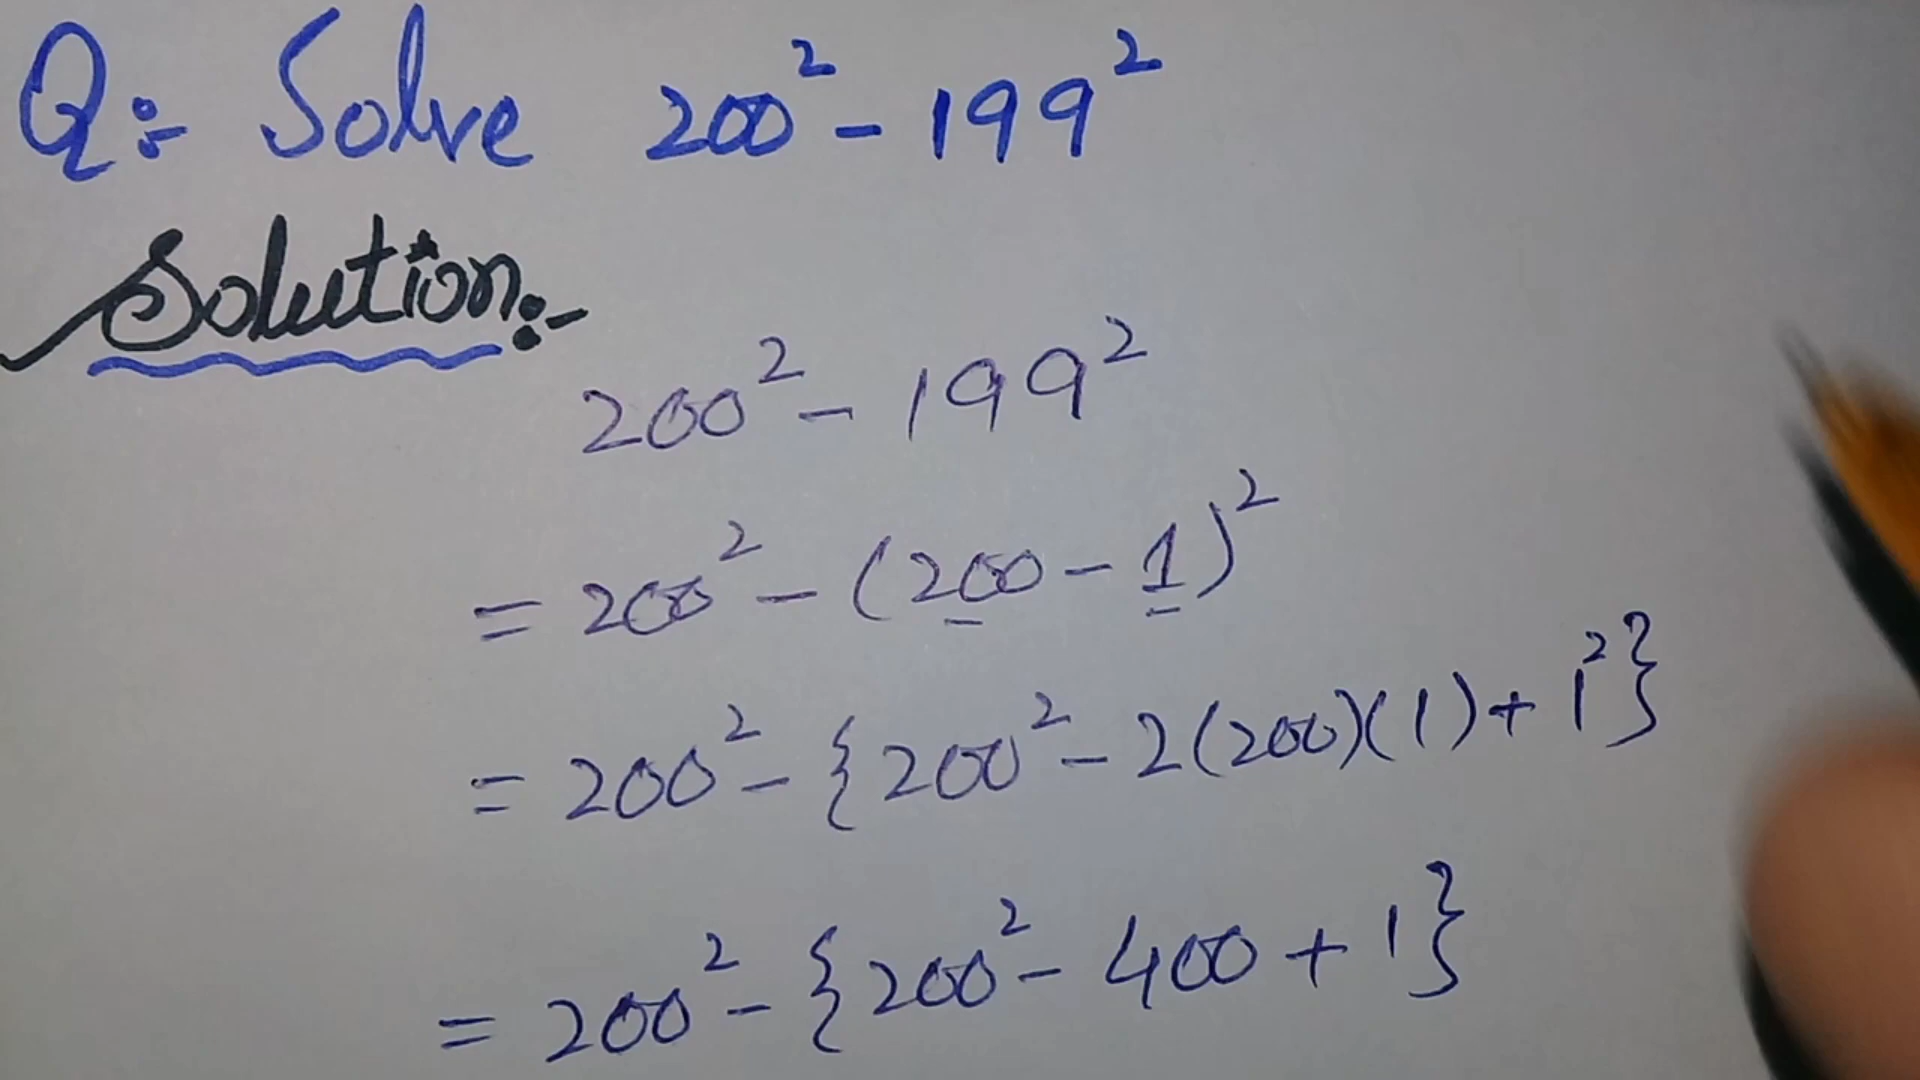 Q:- Solve 200² - 199²
Solution:-
200² - 199²
= 200² - (200 - 1)²
= 200² - {200² - 2(200)(1) + 1²}
= 200² - {200² - 400 + 1}